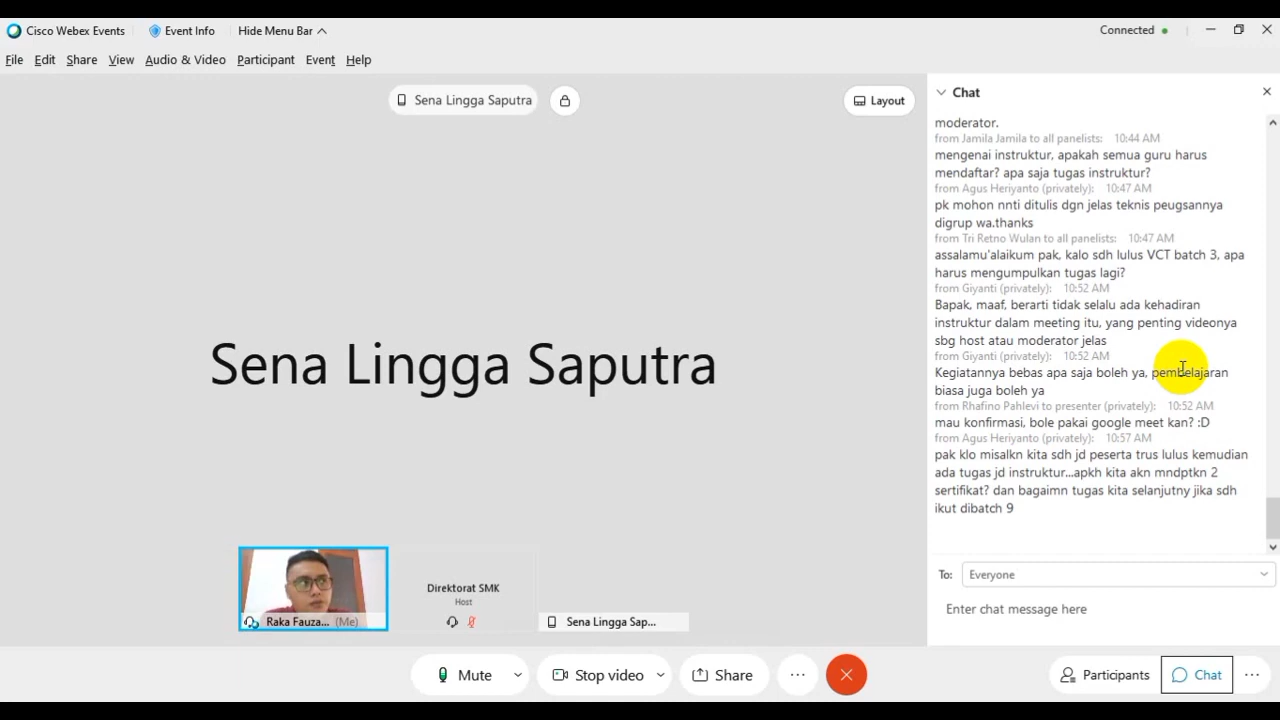 Cisco Webex Events
Event Info
Hide Menu Bar
Connected
File Edit Share View Audio & Video Participant Event Help
Sena Lingga Saputra
Layout
Sena Lingga Saputra
Raka Fauza... (Me)
Direktorat SMK
Host
Sena Lingga Sap...
Chat
moderator.
from Jamila Jamila to all panelists: 10:44 AM
mengenai instruktur, apakah semua guru harus
mendaftar? apa saja tugas instruktur?
from Agus Heriyanto (privately): 10:47 AM
pk mohon nnti ditulis dgn jelas teknis peugsannya
digrup wa.thanks
from Tri Retno Wulan to all panelists: 10:47 AM
assalamu'alaikum pak, kalo sdh lulus VCT batch 3, apa
harus mengumpulkan tugas lagi?
from Giyanti (privately): 10:52 AM
Bapak, maaf, berarti tidak selalu ada kehadiran
instruktur dalam meeting itu, yang penting videonya
sbg host atau moderator jelas
from Giyanti (privately): 10:52 AM
Kegiatannya bebas apa saja boleh ya, pembelajaran
biasa juga boleh ya
from Rhafino Pahlevi to presenter (privately): 10:52 AM
mau konfirmasi, bole pakai google meet kan? :D
from Agus Heriyanto (privately): 10:57 AM
pak klo misalkn kita sdh jd peserta trus lulus kemudian
ada tugas jd instruktur...apkh kita akn mndptkn 2
sertifikat? dan bagaimn tugas kita selanjutny jika sdh
ikut dibatch 9
To: Everyone
Enter chat message here
Mute
Stop video
Share
Participants
Chat